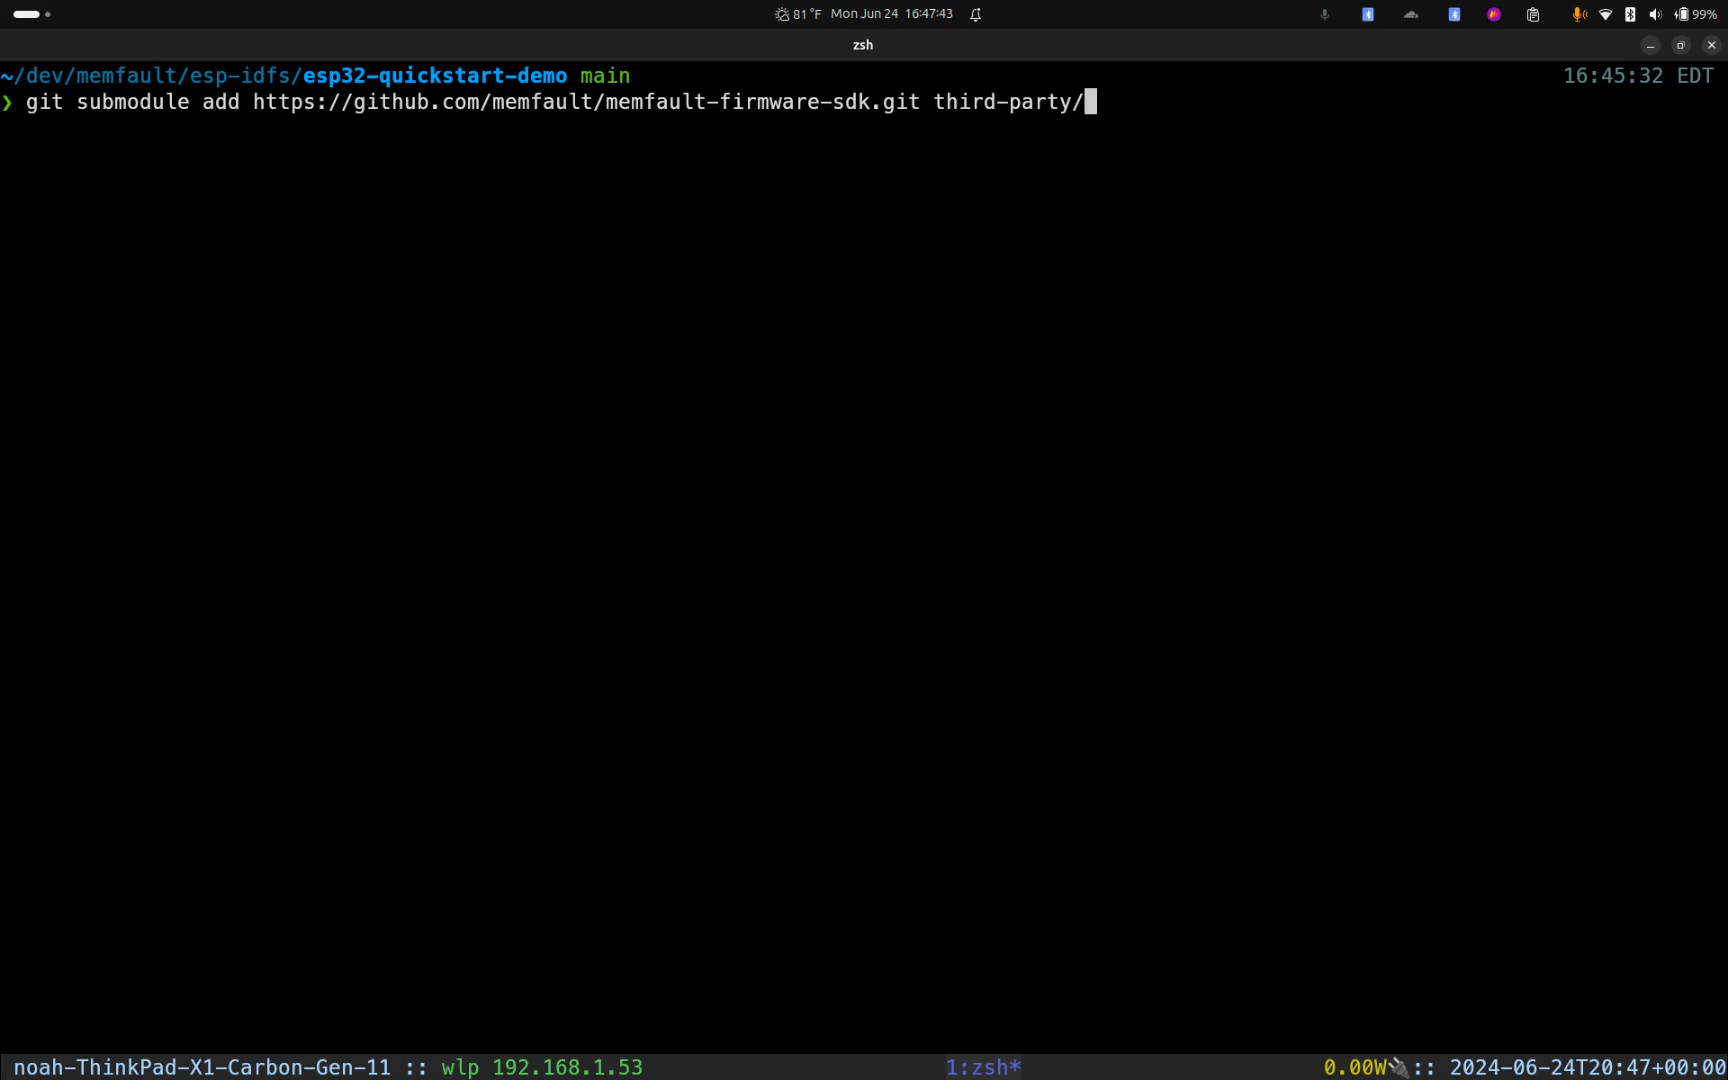 81 °F Mon Jun 24 16:47:43
99%
zsh
~/dev/memfault/esp-idfs/esp32-quickstart-demo main 16:45:32 EDT
❯ git submodule add https://github.com/memfault/memfault-firmware-sdk.git third-party/
noah-ThinkPad-X1-Carbon-Gen-11 :: wlp 192.168.1.53 1:zsh* 0.00W🔌:: 2024-06-24T20:47+00:00